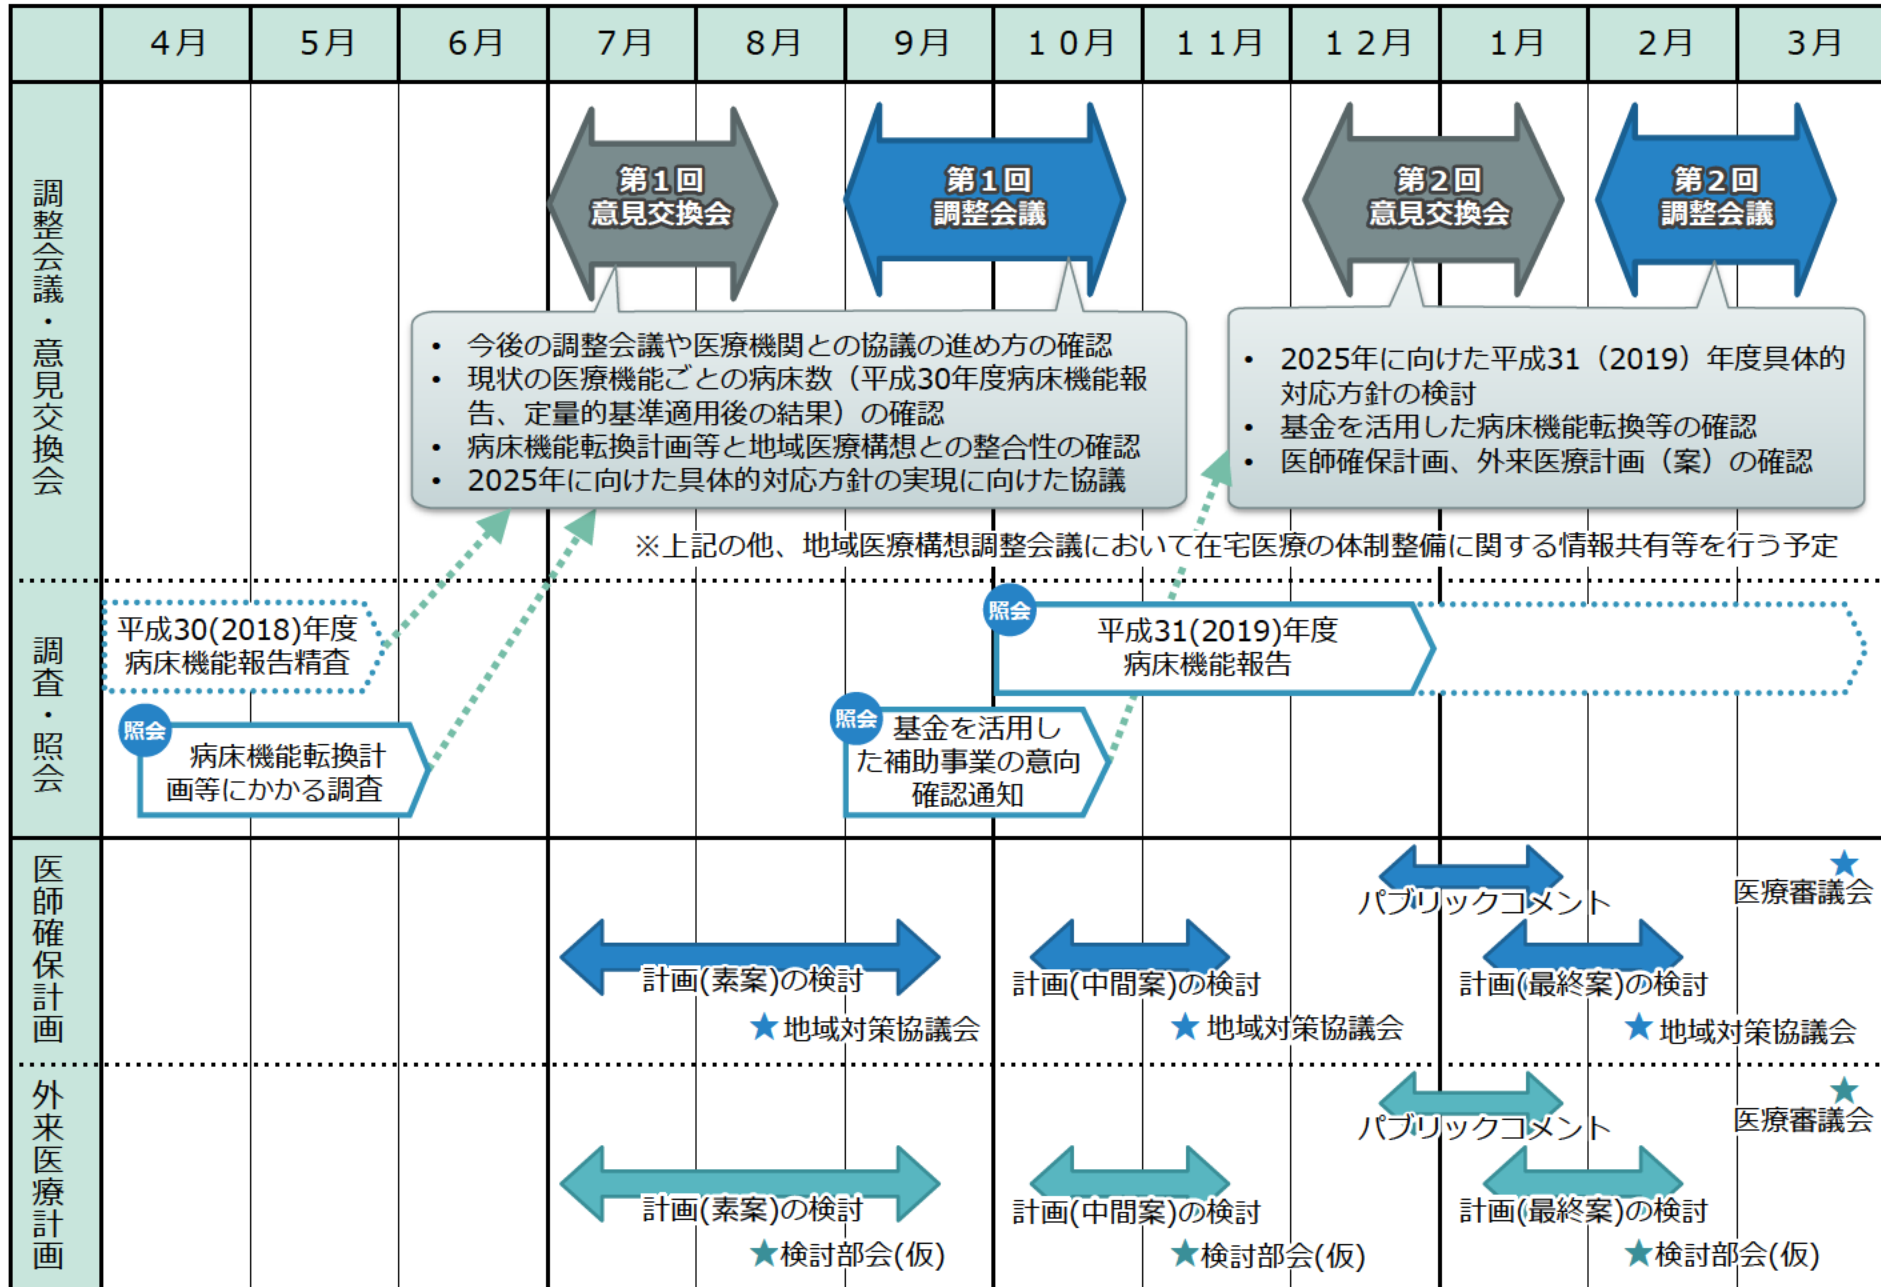 ４月 ５月 ６月 ７月 ８月 ９月 １０月 １１月 １２月 １月 ２月 ３月
調整会議・意見交換会
第１回
意見交換会
第１回
調整会議
第２回
意見交換会
第２回
調整会議
• 今後の調整会議や医療機関との協議の進め方の確認
• 現状の医療機能ごとの病床数（平成30年度病床機能報
告、定量的基準適用後の結果）の確認
• 病床機能転換計画等と地域医療構想との整合性の確認
• 2025年に向けた具体的対応方針の実現に向けた協議
• 2025年に向けた平成31（2019）年度具体的
対応方針の検討
• 基金を活用した病床機能転換等の確認
• 医師確保計画、外来医療計画（案）の確認
※上記の他、地域医療構想調整会議において在宅医療の体制整備に関する情報共有等を行う予定
調査・照会
平成30(2018)年度
病床機能報告精査
照会
病床機能転換計
画等にかかる調査
照会
平成31(2019)年度
病床機能報告
照会
基金を活用し
た補助事業の意向
確認通知
医師確保計画
パブリックコメント
★
医療審議会
計画(素案)の検討
計画(中間案)の検討
計画(最終案)の検討
★地域対策協議会
★地域対策協議会
★地域対策協議会
外来医療計画
パブリックコメント
★
医療審議会
計画(素案)の検討
計画(中間案)の検討
計画(最終案)の検討
★検討部会(仮)
★検討部会(仮)
★検討部会(仮)